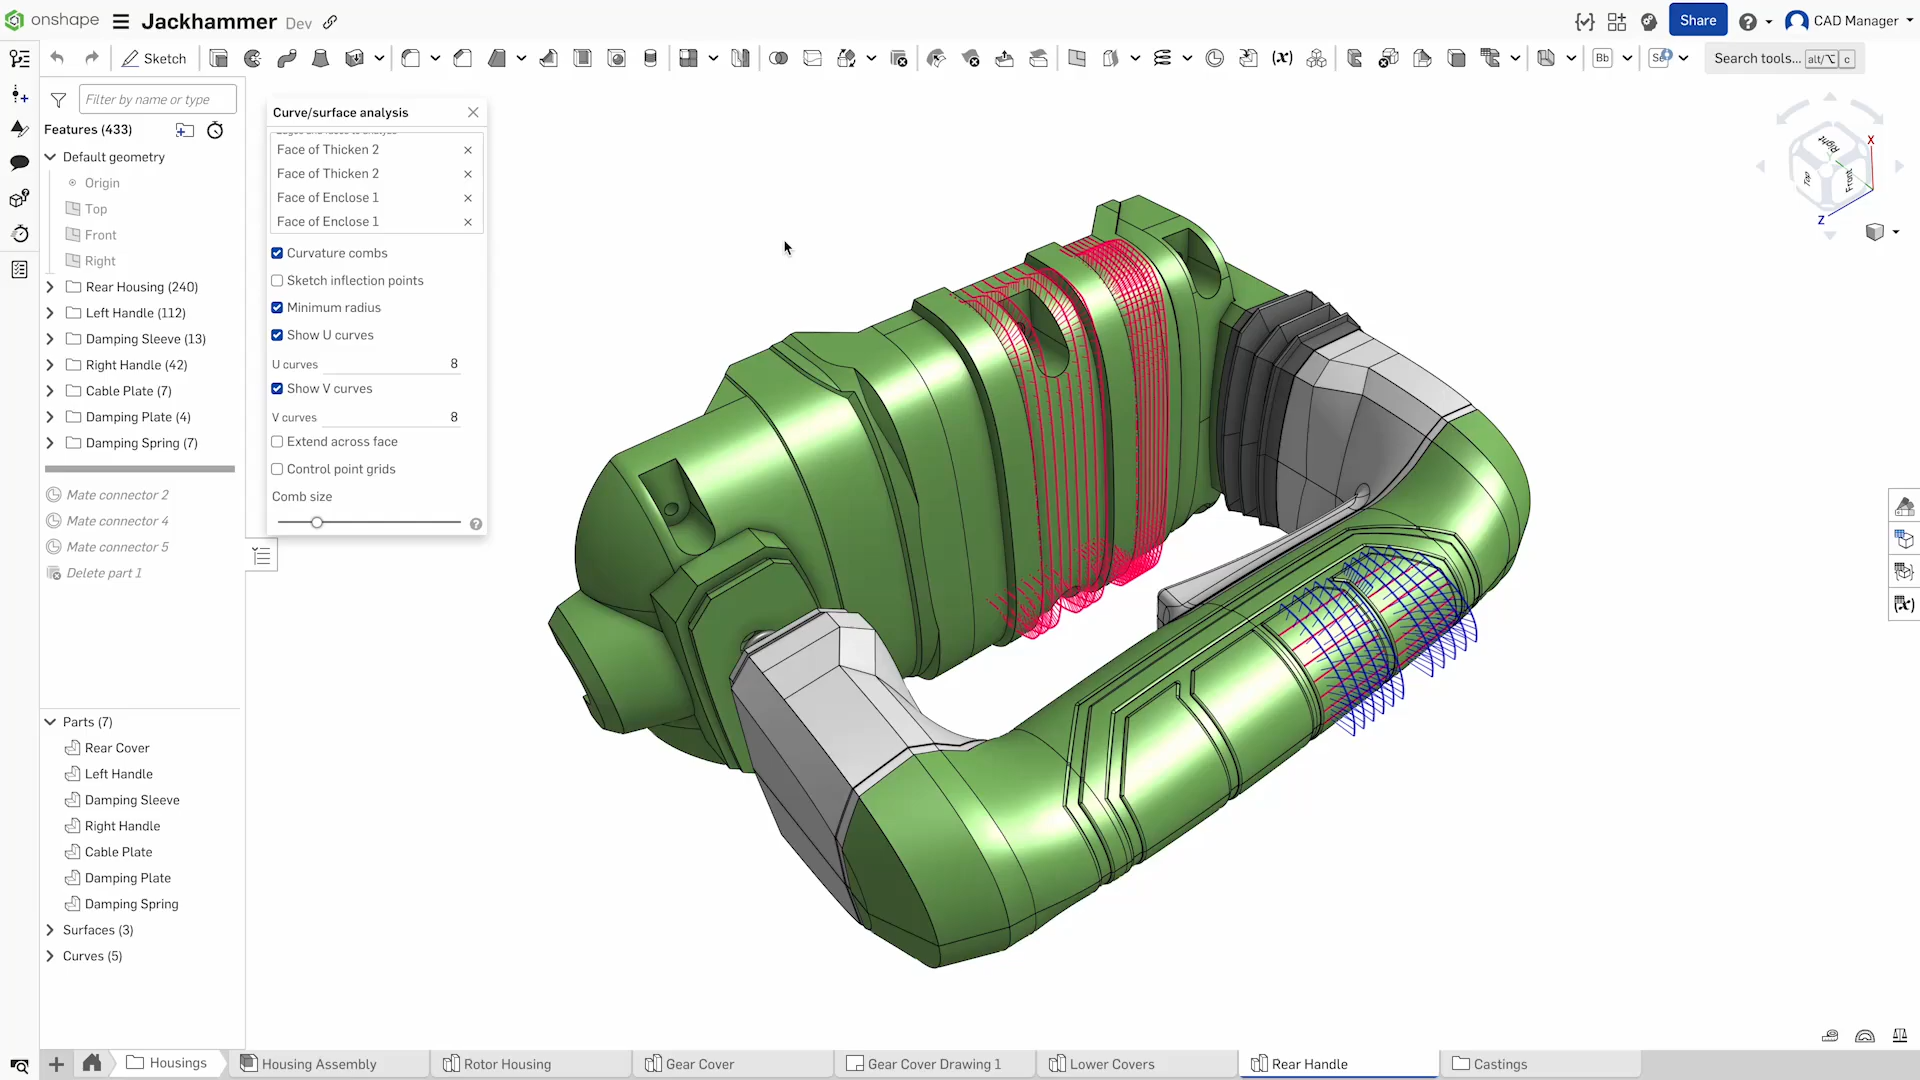 onshape
Jackhammer Dev
Share
CAD Manager
Sketch
Bb
Search tools... alt/⌥ c
Filter by name or type
Features (433)
Default geometry
Origin
Top
Front
Right
Rear Housing (240)
Left Handle (112)
Damping Sleeve (13)
Right Handle (42)
Cable Plate (7)
Damping Plate (4)
Damping Spring (7)
Mate connector 2
Mate connector 4
Mate connector 5
Delete part 1
Parts (7)
Rear Cover
Left Handle
Damping Sleeve
Right Handle
Cable Plate
Damping Plate
Damping Spring
Surfaces (3)
Curves (5)
Curve/surface analysis
Face of Thicken 2
Face of Thicken 2
Face of Enclose 1
Face of Enclose 1
Curvature combs
Sketch inflection points
Minimum radius
Show U curves
U curves 8
Show V curves
V curves 8
Extend across face
Control point grids
Comb size
Right
Top
Front
X
Z
Housings
Housing Assembly
Rotor Housing
Gear Cover
Gear Cover Drawing 1
Lower Covers
Rear Handle
Castings